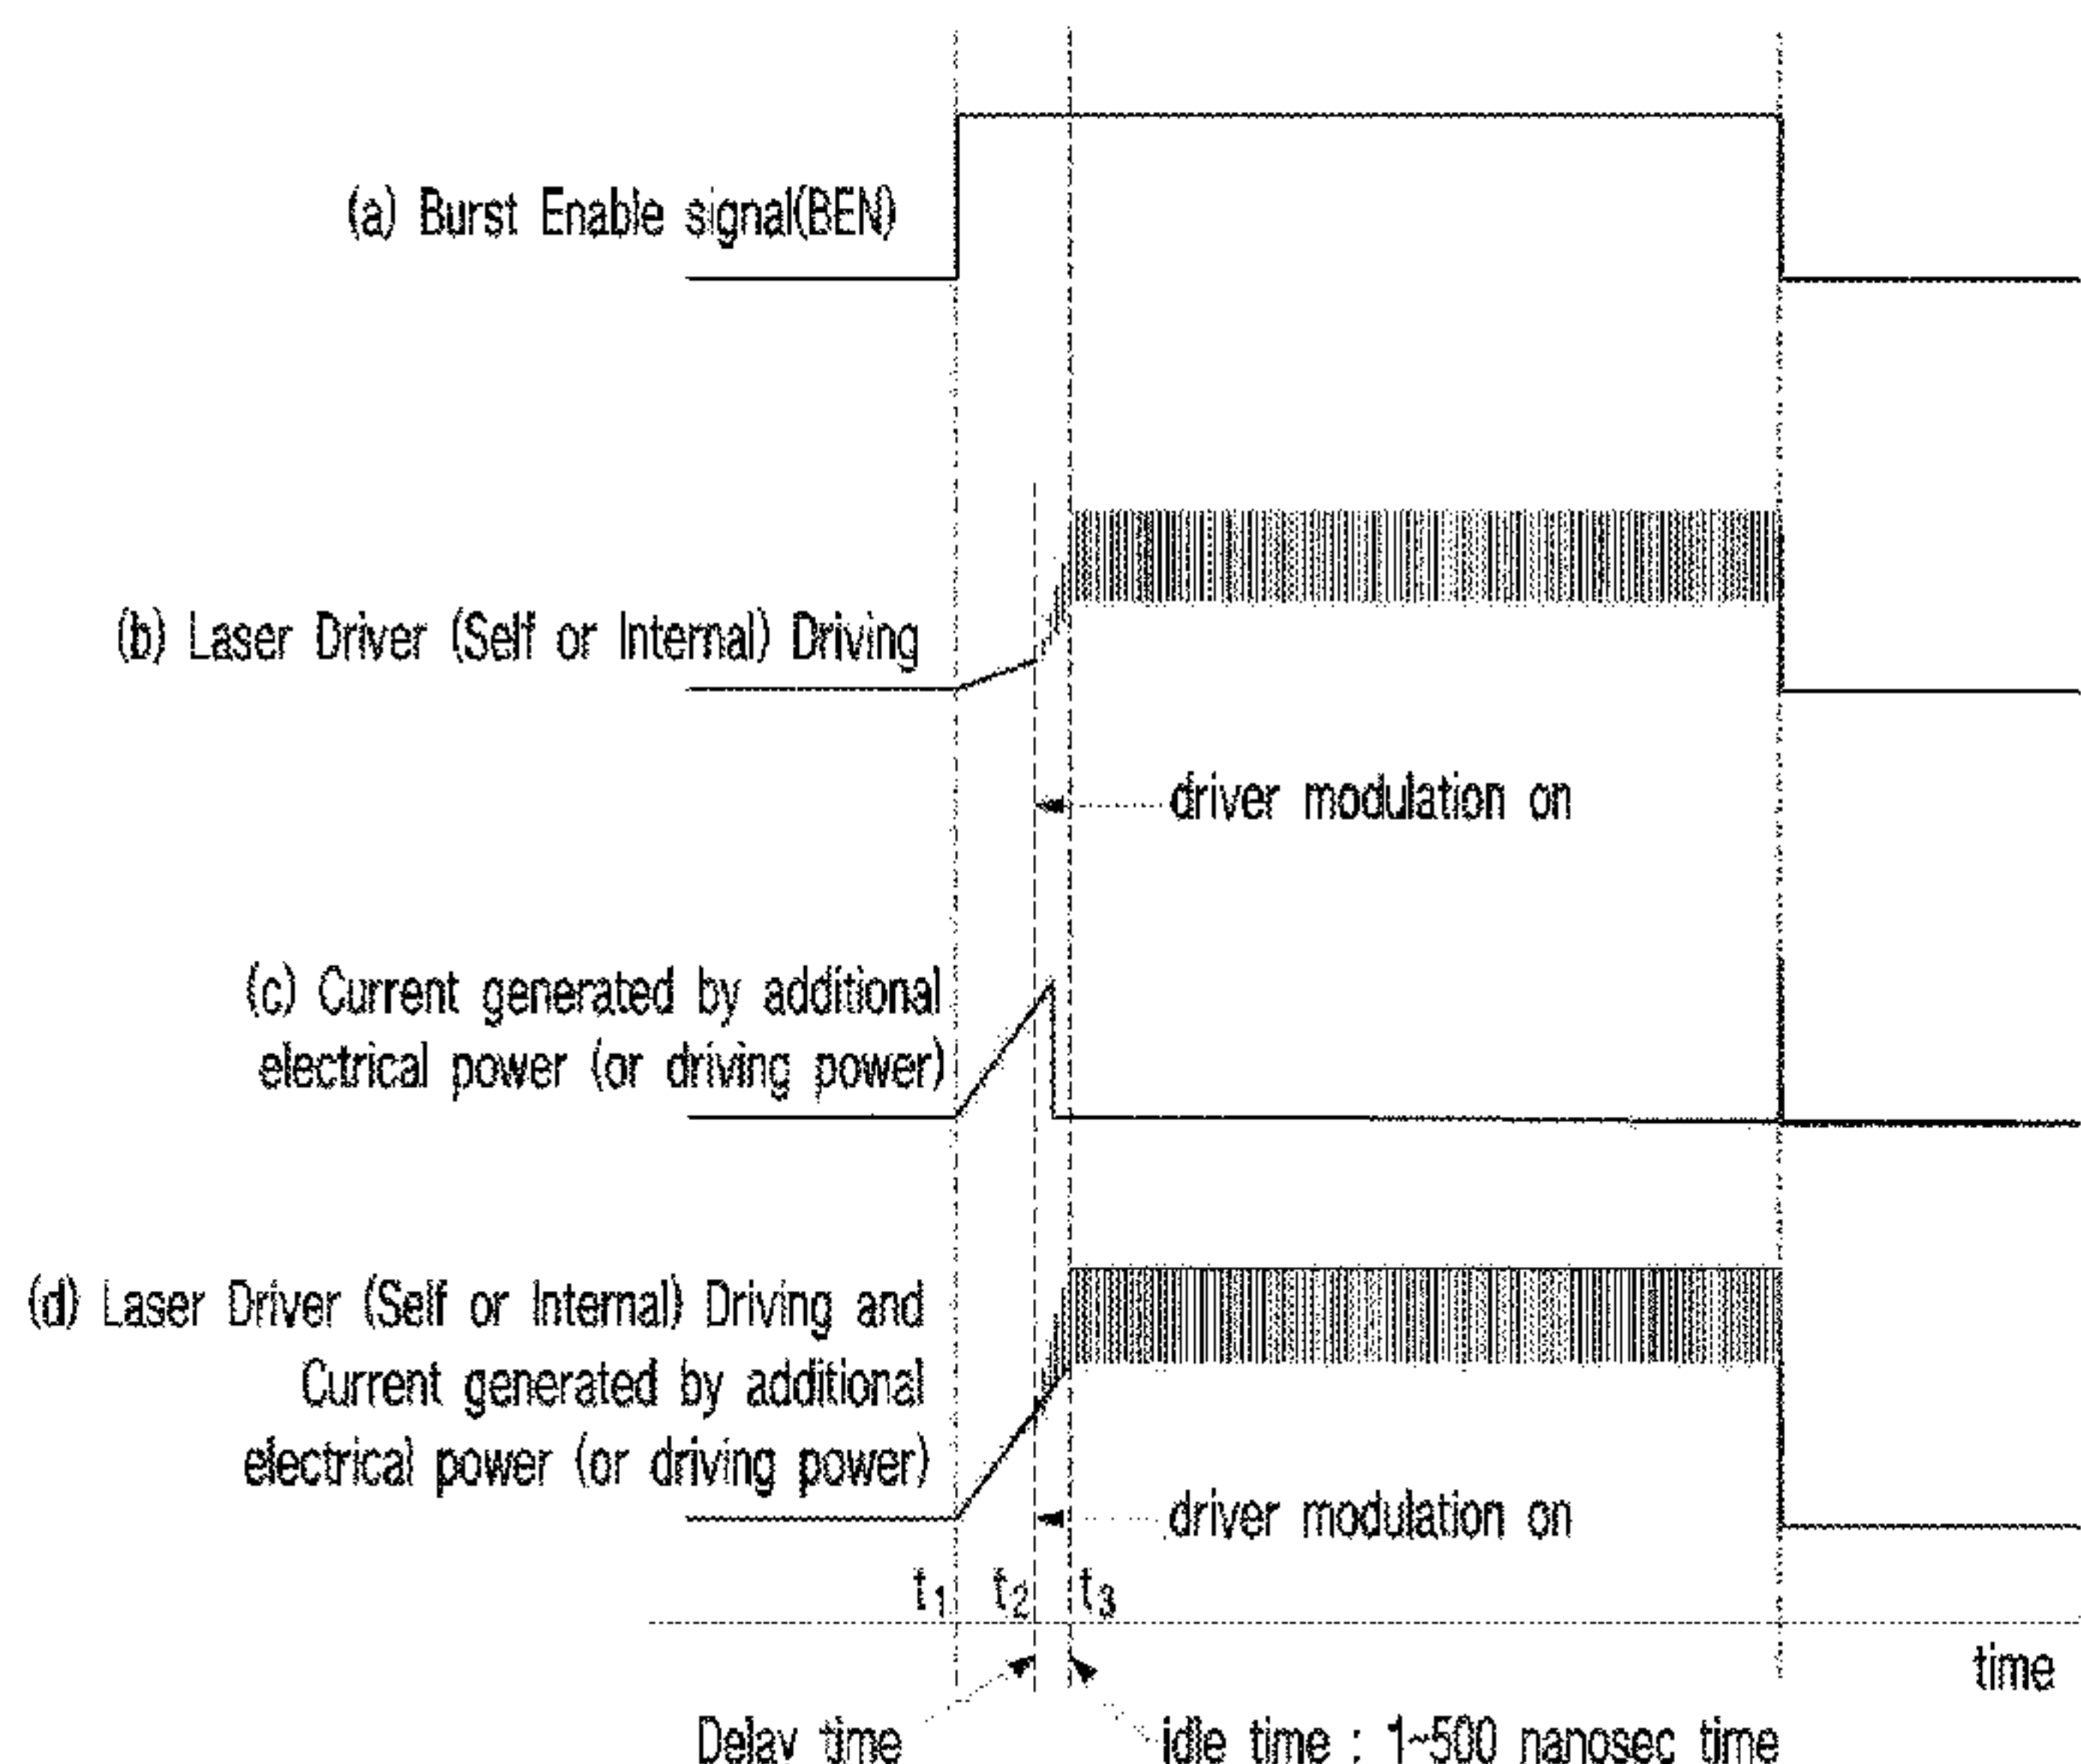 (a) Burst Enable signal(BEN)
(b) Laser Driver (Self or Internal) Driving
driver modulation on
(c) Current generated by additional
electrical power (or driving power)
(d) Laser Driver (Self or Internal) Driving and
Current generated by additional
electrical power (or driving power)
driver modulation on
t₁ t₂ t₃
time
Delay time
idle time : 1~500 nanosec time